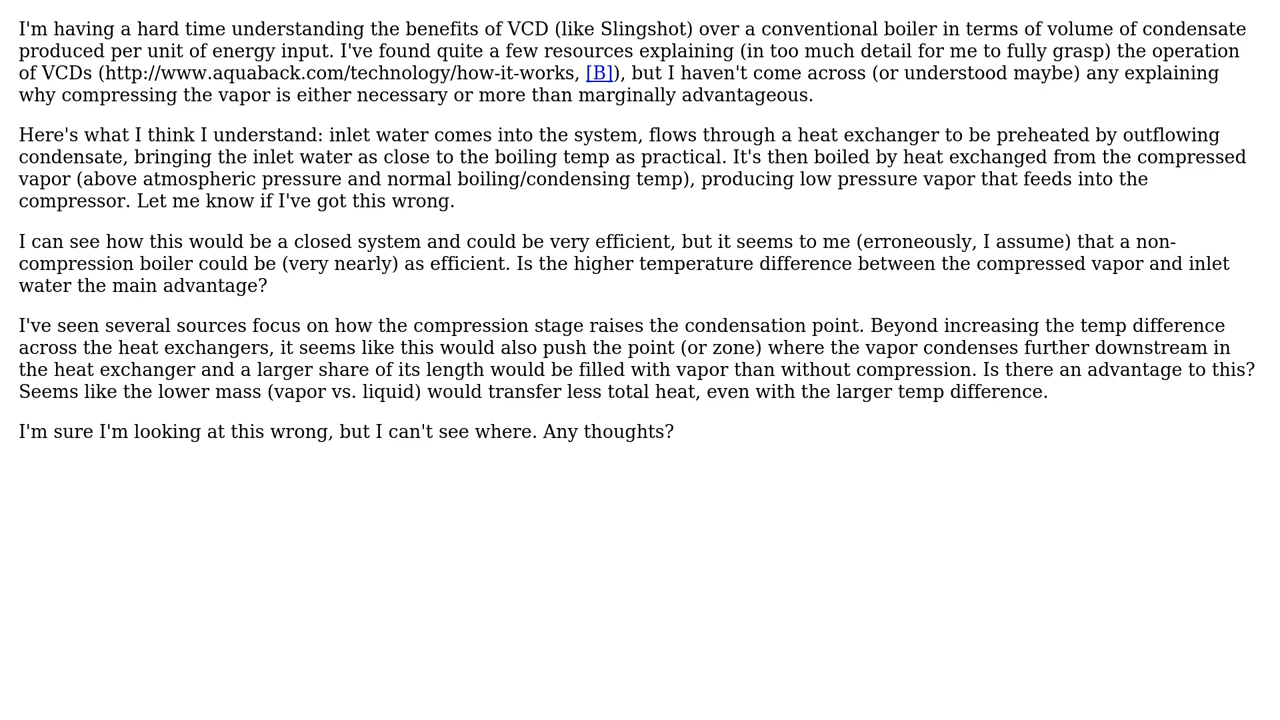 I'm having a hard time understanding the benefits of VCD (like Slingshot) over a conventional boiler in terms of volume of condensate
produced per unit of energy input. I've found quite a few resources explaining (in too much detail for me to fully grasp) the operation
of VCDs (http://www.aquaback.com/technology/how-it-works, [B]), but I haven't come across (or understood maybe) any explaining
why compressing the vapor is either necessary or more than marginally advantageous.
Here's what I think I understand: inlet water comes into the system, flows through a heat exchanger to be preheated by outflowing
condensate, bringing the inlet water as close to the boiling temp as practical. It's then boiled by heat exchanged from the compressed
vapor (above atmospheric pressure and normal boiling/condensing temp), producing low pressure vapor that feeds into the
compressor. Let me know if I've got this wrong.
I can see how this would be a closed system and could be very efficient, but it seems to me (erroneously, I assume) that a non-
compression boiler could be (very nearly) as efficient. Is the higher temperature difference between the compressed vapor and inlet
water the main advantage?
I've seen several sources focus on how the compression stage raises the condensation point. Beyond increasing the temp difference
across the heat exchangers, it seems like this would also push the point (or zone) where the vapor condenses further downstream in
the heat exchanger and a larger share of its length would be filled with vapor than without compression. Is there an advantage to this?
Seems like the lower mass (vapor vs. liquid) would transfer less total heat, even with the larger temp difference.
I'm sure I'm looking at this wrong, but I can't see where. Any thoughts?